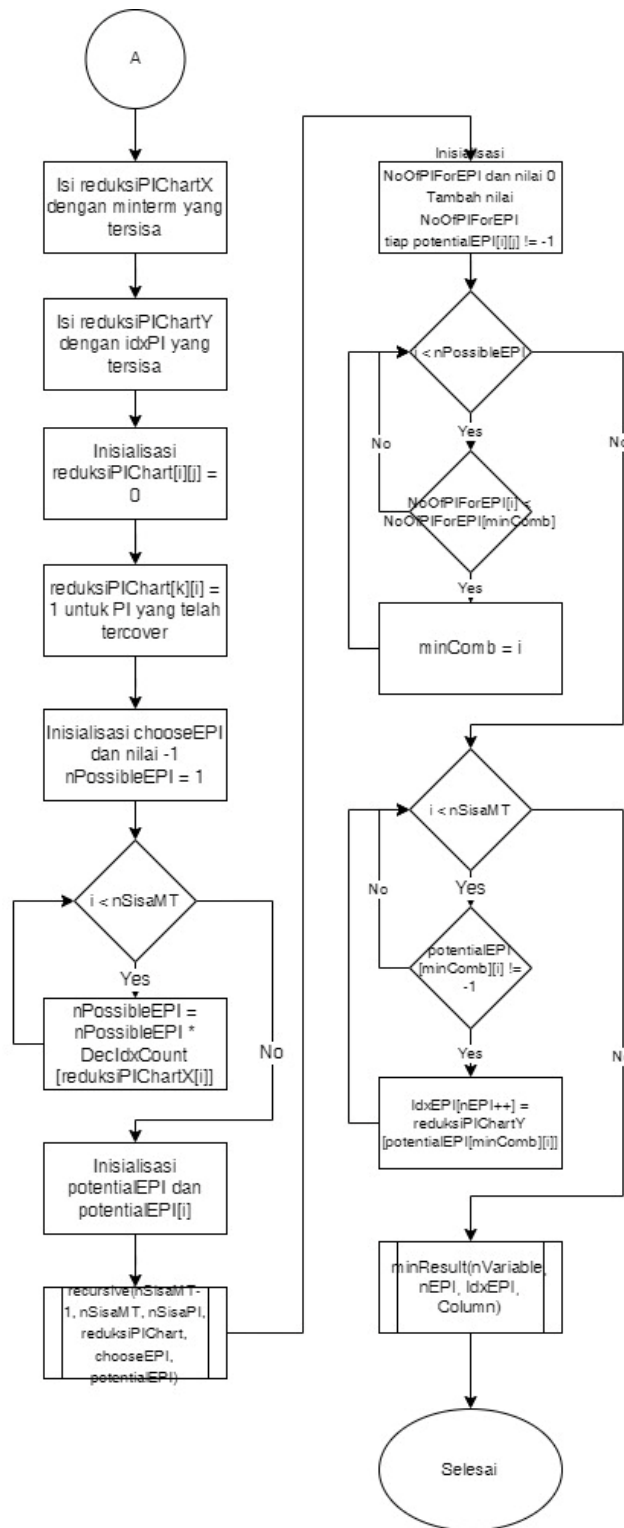 A
Isi reduksiPIChartX
dengan minterm yang
tersisa
Isi reduksiPIChartY
dengan idxPI yang
tersisa
Inisialisasi
reduksiPIChart[i][j] =
0
reduksiPIChart[k][i] =
1 untuk PI yang telah
tercover
Inisialisasi chooseEPI
dan nilai -1
nPossibleEPI = 1
i < nSisaMT
Yes
nPossibleEPI =
nPossibleEPI *
DecIdxCount
[reduksiPIChartX[i]]
No
Inisialisasi
potentialEPI dan
potentialEPI[i]
recursive(nSisaMT-
1, nSisaMT, nSisaPI,
reduksiPIChart,
chooseEPI,
potentialEPI)
Inisialisasi
NoOfPIForEPI dan nilai 0
Tambah nilai
NoOfPIForEPI
tiap potentialEPI[i][j] != -1
i < nPossibleEPI
No
Yes
No
NoOfPIForEPI[i] <
NoOfPIForEPI[minComb]
Yes
minComb = i
i < nSisaMT
No
Yes
No
potentialEPI
[minComb][i] !=
-1
Yes
IdxEPI[nEPI++] =
reduksiPIChartY
[potentialEPI[minComb][i]]
minResult(nVariable,
nEPI, IdxEPI,
Column)
Selesai